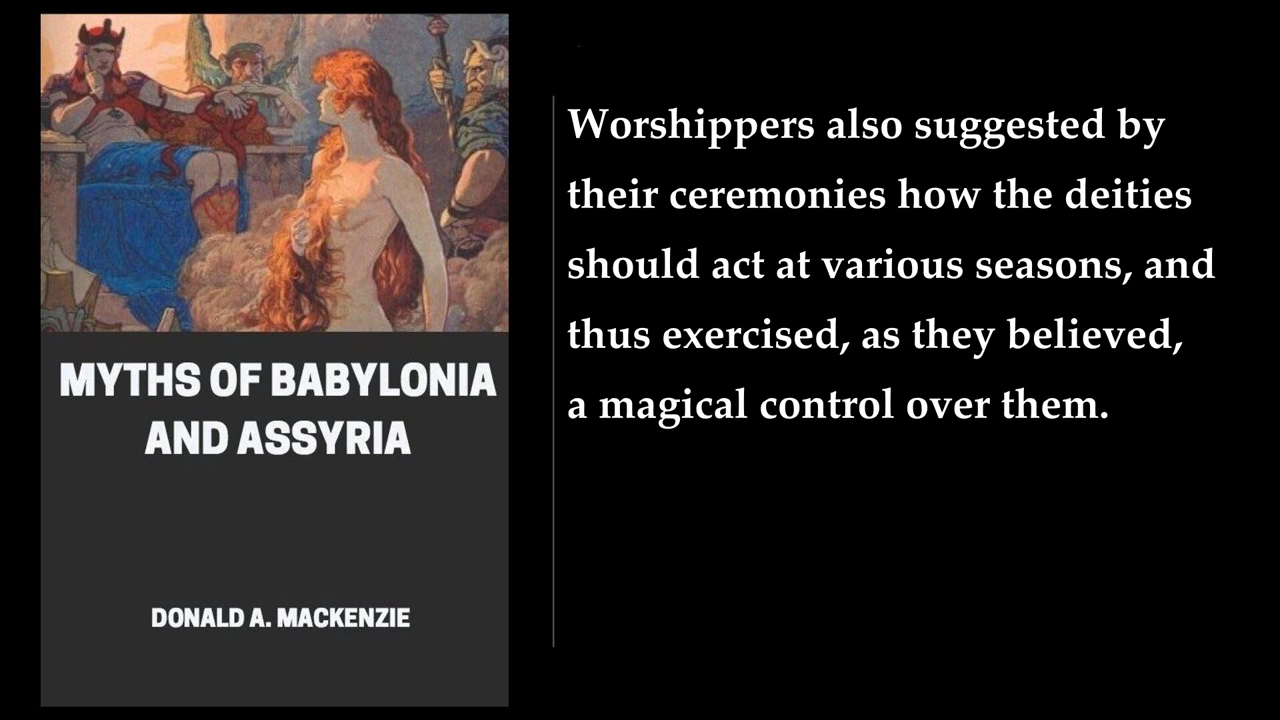 MYTHS OF BABYLONIA
AND ASSYRIA
DONALD A. MACKENZIE
Worshippers also suggested by
their ceremonies how the deities
should act at various seasons, and
thus exercised, as they believed,
a magical control over them.